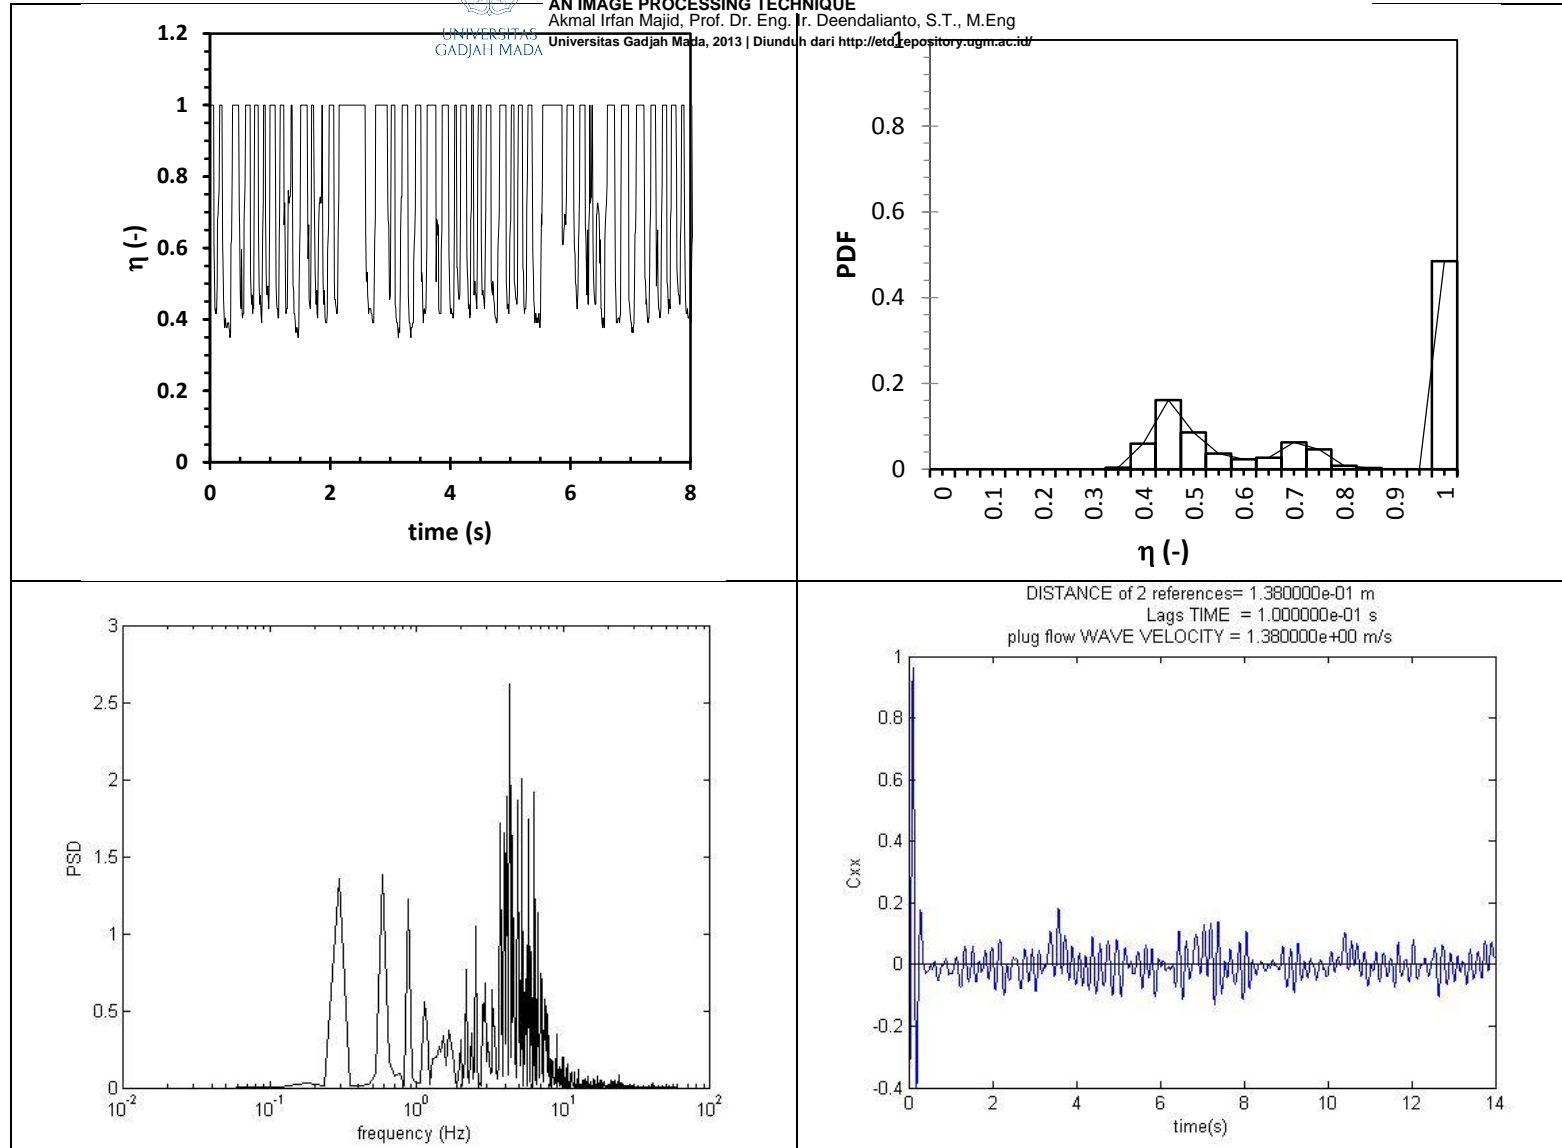 AN IMAGE PROCESSING TECHNIQUE
Akmal Irfan Majid, Prof. Dr. Eng. Ir. Deendalianto, S.T., M.Eng
UNIVERSITAS
GADJAH MADA
Universitas Gadjah Mada, 2013 | Diunduh dari http://etd.repository.ugm.ac.id/
1.2
1
0.8
0.6
0.4
0.2
0
η (-)
0 2 4 6 8
time (s)
1
0.8
0.6
0.4
0.2
0
PDF
0 0.1 0.2 0.3 0.4 0.5 0.6 0.7 0.8 0.9 1
η (-)
3
2.5
2
1.5
1
0.5
0
PSD
10-2 10-1 100 101 102
frequency (Hz)
DISTANCE of 2 references= 1.380000e-01 m
Lags TIME = 1.000000e-01 s
plug flow WAVE VELOCITY = 1.380000e+00 m/s
1
0.8
0.6
0.4
0.2
0
-0.2
-0.4
Cxx
0 2 4 6 8 10 12 14
time(s)